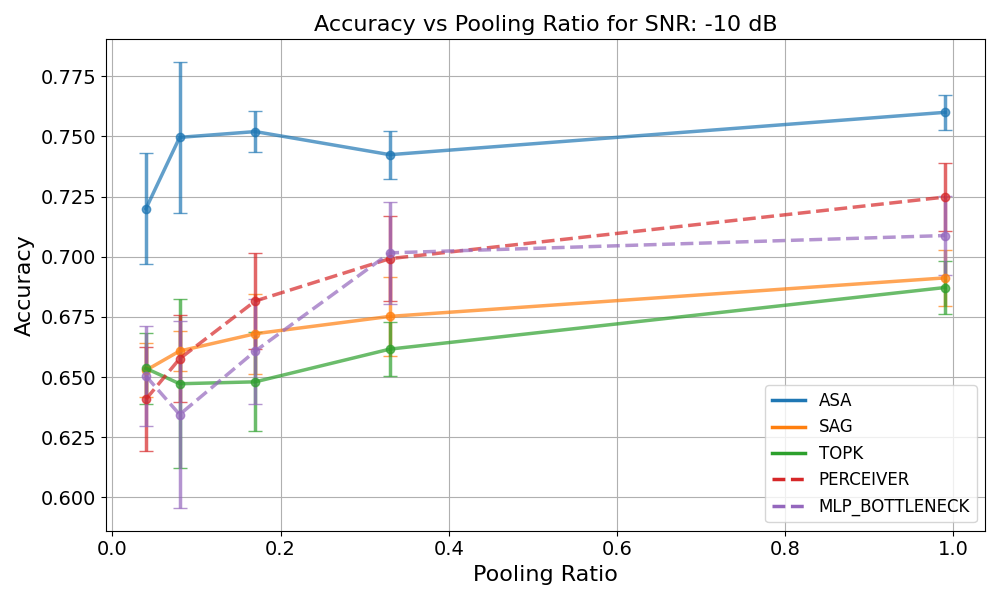 Accuracy vs Pooling Ratio for SNR: -10 dB
Accuracy
0.775
0.750
0.725
0.700
0.675
0.650
0.625
0.600
ASA
SAG
TOPK
PERCEIVER
MLP_BOTTLENECK
0.0 0.2 0.4 0.6 0.8 1.0
Pooling Ratio